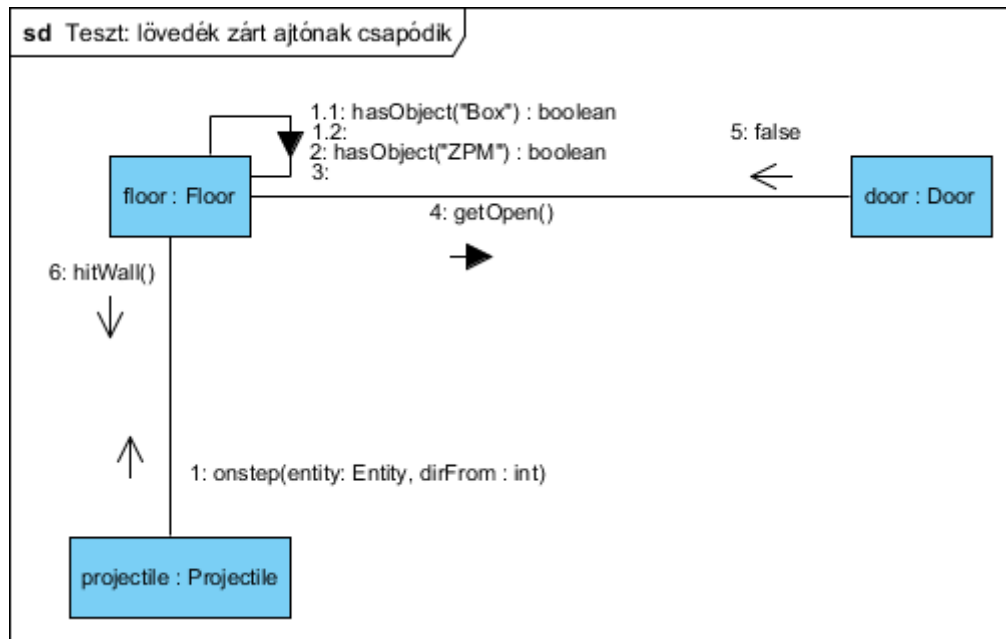 sd Teszt: lövedék zárt ajtónak csapódik
1.1: hasObject("Box") : boolean
1.2:
2: hasObject("ZPM") : boolean
3:
5: false
floor : Floor
door : Door
4: getOpen()
6: hitWall()
1: onstep(entity: Entity, dirFrom : int)
projectile : Projectile